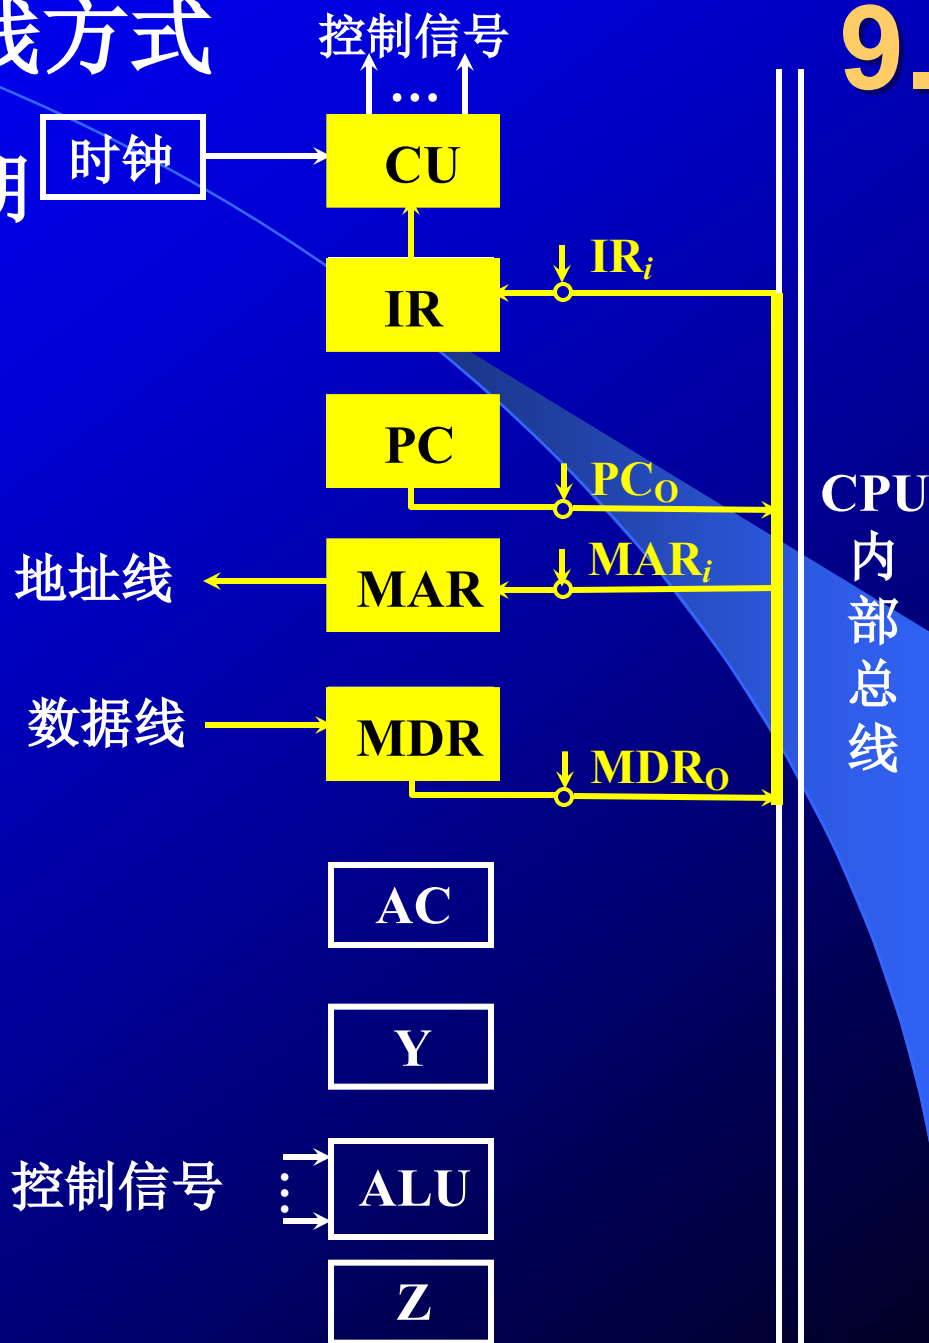 线方式
控制信号
9.
…
时钟
CU
期
IR
IRi
PC
PCO
CPU
内
部
总
线
地址线
MAR
MARi
数据线
MDR
MDRO
AC
Y
控制信号
ALU
Z